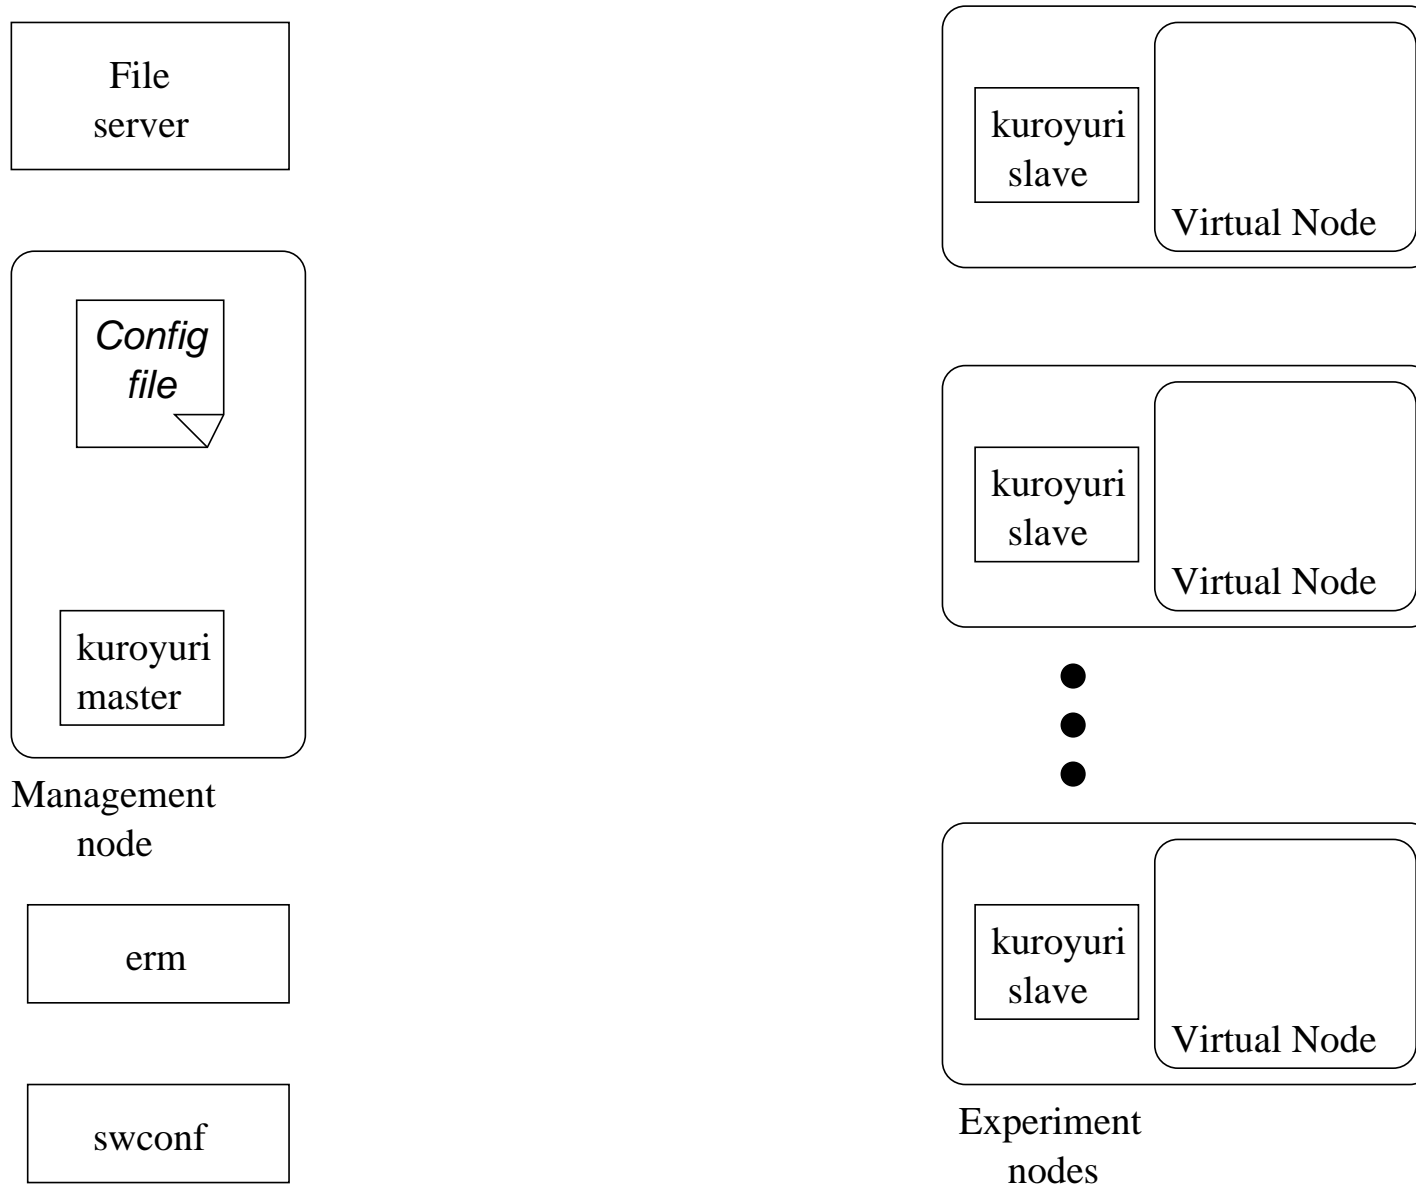 File
server
Config
file
kuroyuri
master
Management
node
erm
swconf
kuroyuri
slave
Virtual Node
kuroyuri
slave
Virtual Node
kuroyuri
slave
Virtual Node
Experiment
nodes